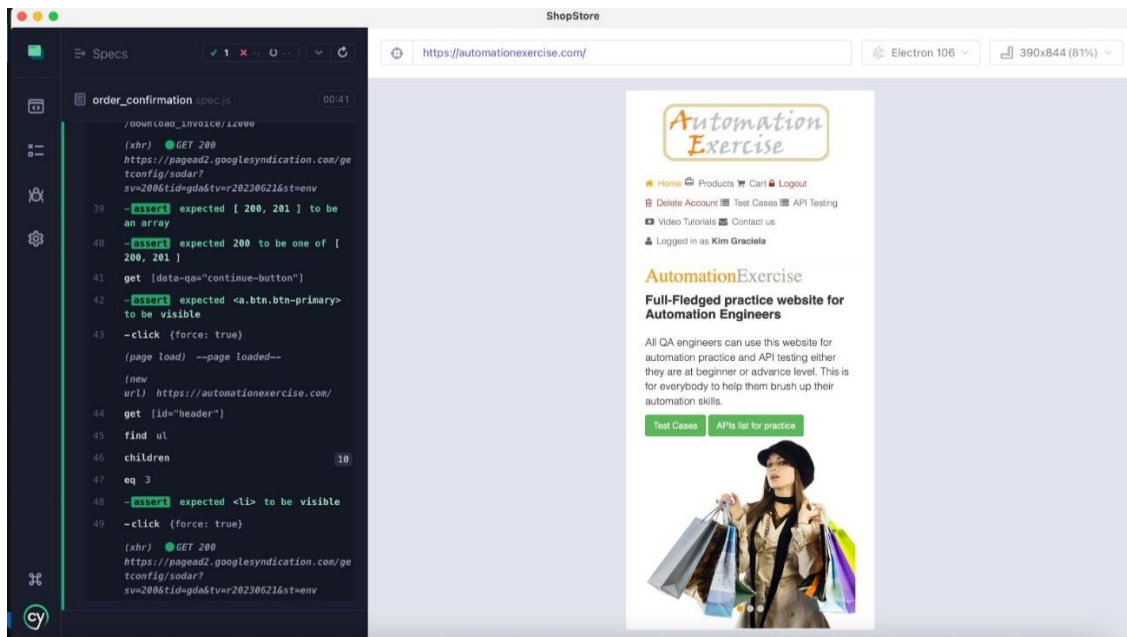 ShopStore
Specs
1 -- --
https://automationexercise.com/
Electron 106
390x844 (81%)
order_confirmation.spec.js 00:41
/download_invoice/12000
(xhr) GET 200
https://pagead2.googlesyndication.com/ge
tconfig/sodar?
sv=200&tid=gda&tv=r20230621&st=env
39 -assert expected [ 200, 201 ] to be
an array
40 -assert expected 200 to be one of [
200, 201 ]
41 get [data-qa="continue-button"]
42 -assert expected <a.btn.btn-primary>
to be visible
43 -click {force: true}
(page load) --page loaded--
(new
url) https://automationexercise.com/
44 get [id="header"]
45 find ul
46 children 10
47 eq 3
48 -assert expected <li> to be visible
49 -click {force: true}
(xhr) GET 200
https://pagead2.googlesyndication.com/ge
tconfig/sodar?
sv=200&tid=gda&tv=r20230621&st=env
cy
Automation
Exercise
Home Products Cart Logout
Delete Account Test Cases API Testing
Video Tutorials Contact us
Logged in as Kim Graciela
AutomationExercise
Full-Fledged practice website for
Automation Engineers
All QA engineers can use this website for
automation practice and API testing either
they are at beginner or advance level. This is
for everybody to help them brush up their
automation skills.
Test Cases APIs list for practice